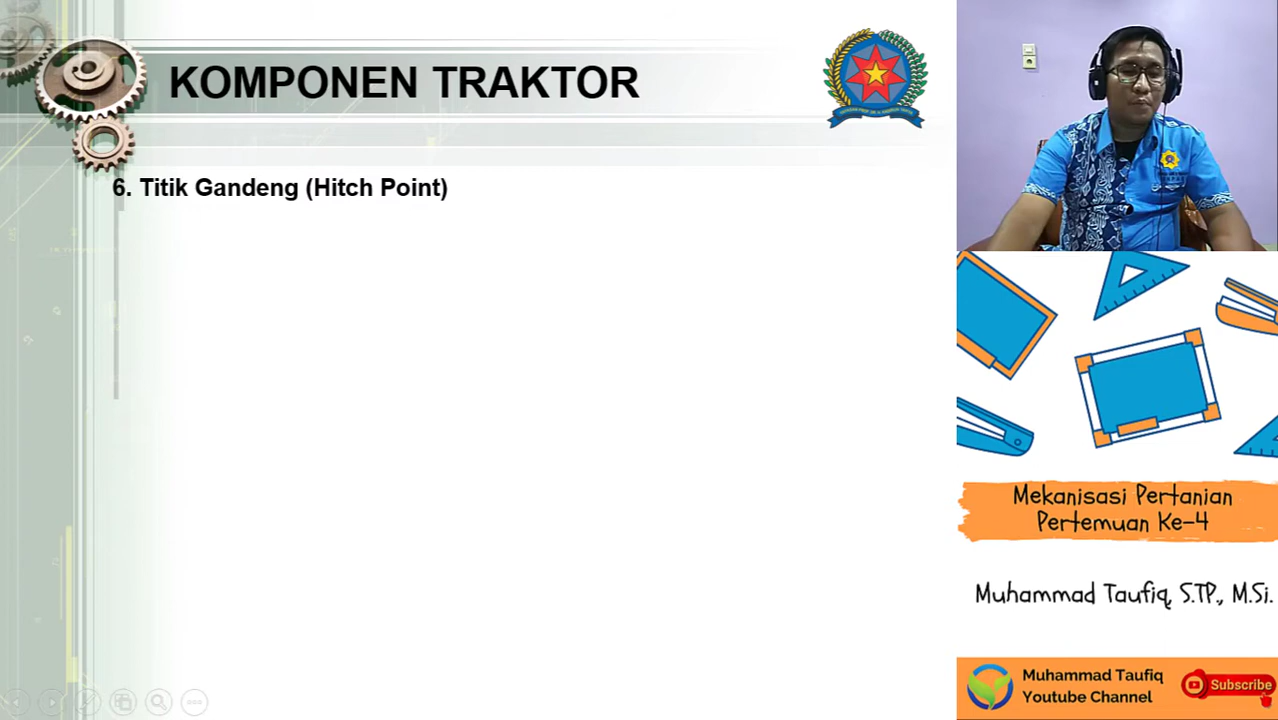 KOMPONEN TRAKTOR
6. Titik Gandeng (Hitch Point)
Mekanisasi Pertanian
Pertemuan Ke-4
Muhammad Taufiq, S.TP., M.Si.
Muhammad Taufiq
Youtube Channel
Subscribe